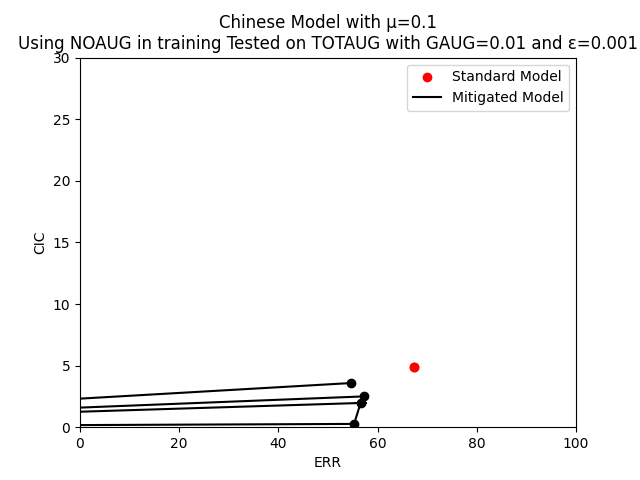 Chinese Model with μ=0.1
Using NOAUG in training Tested on TOTAUG with GAUG=0.01 and ε=0.001
30
25
20
15
10
5
0
CIC
Standard Model
Mitigated Model
0 20 40 60 80 100
ERR